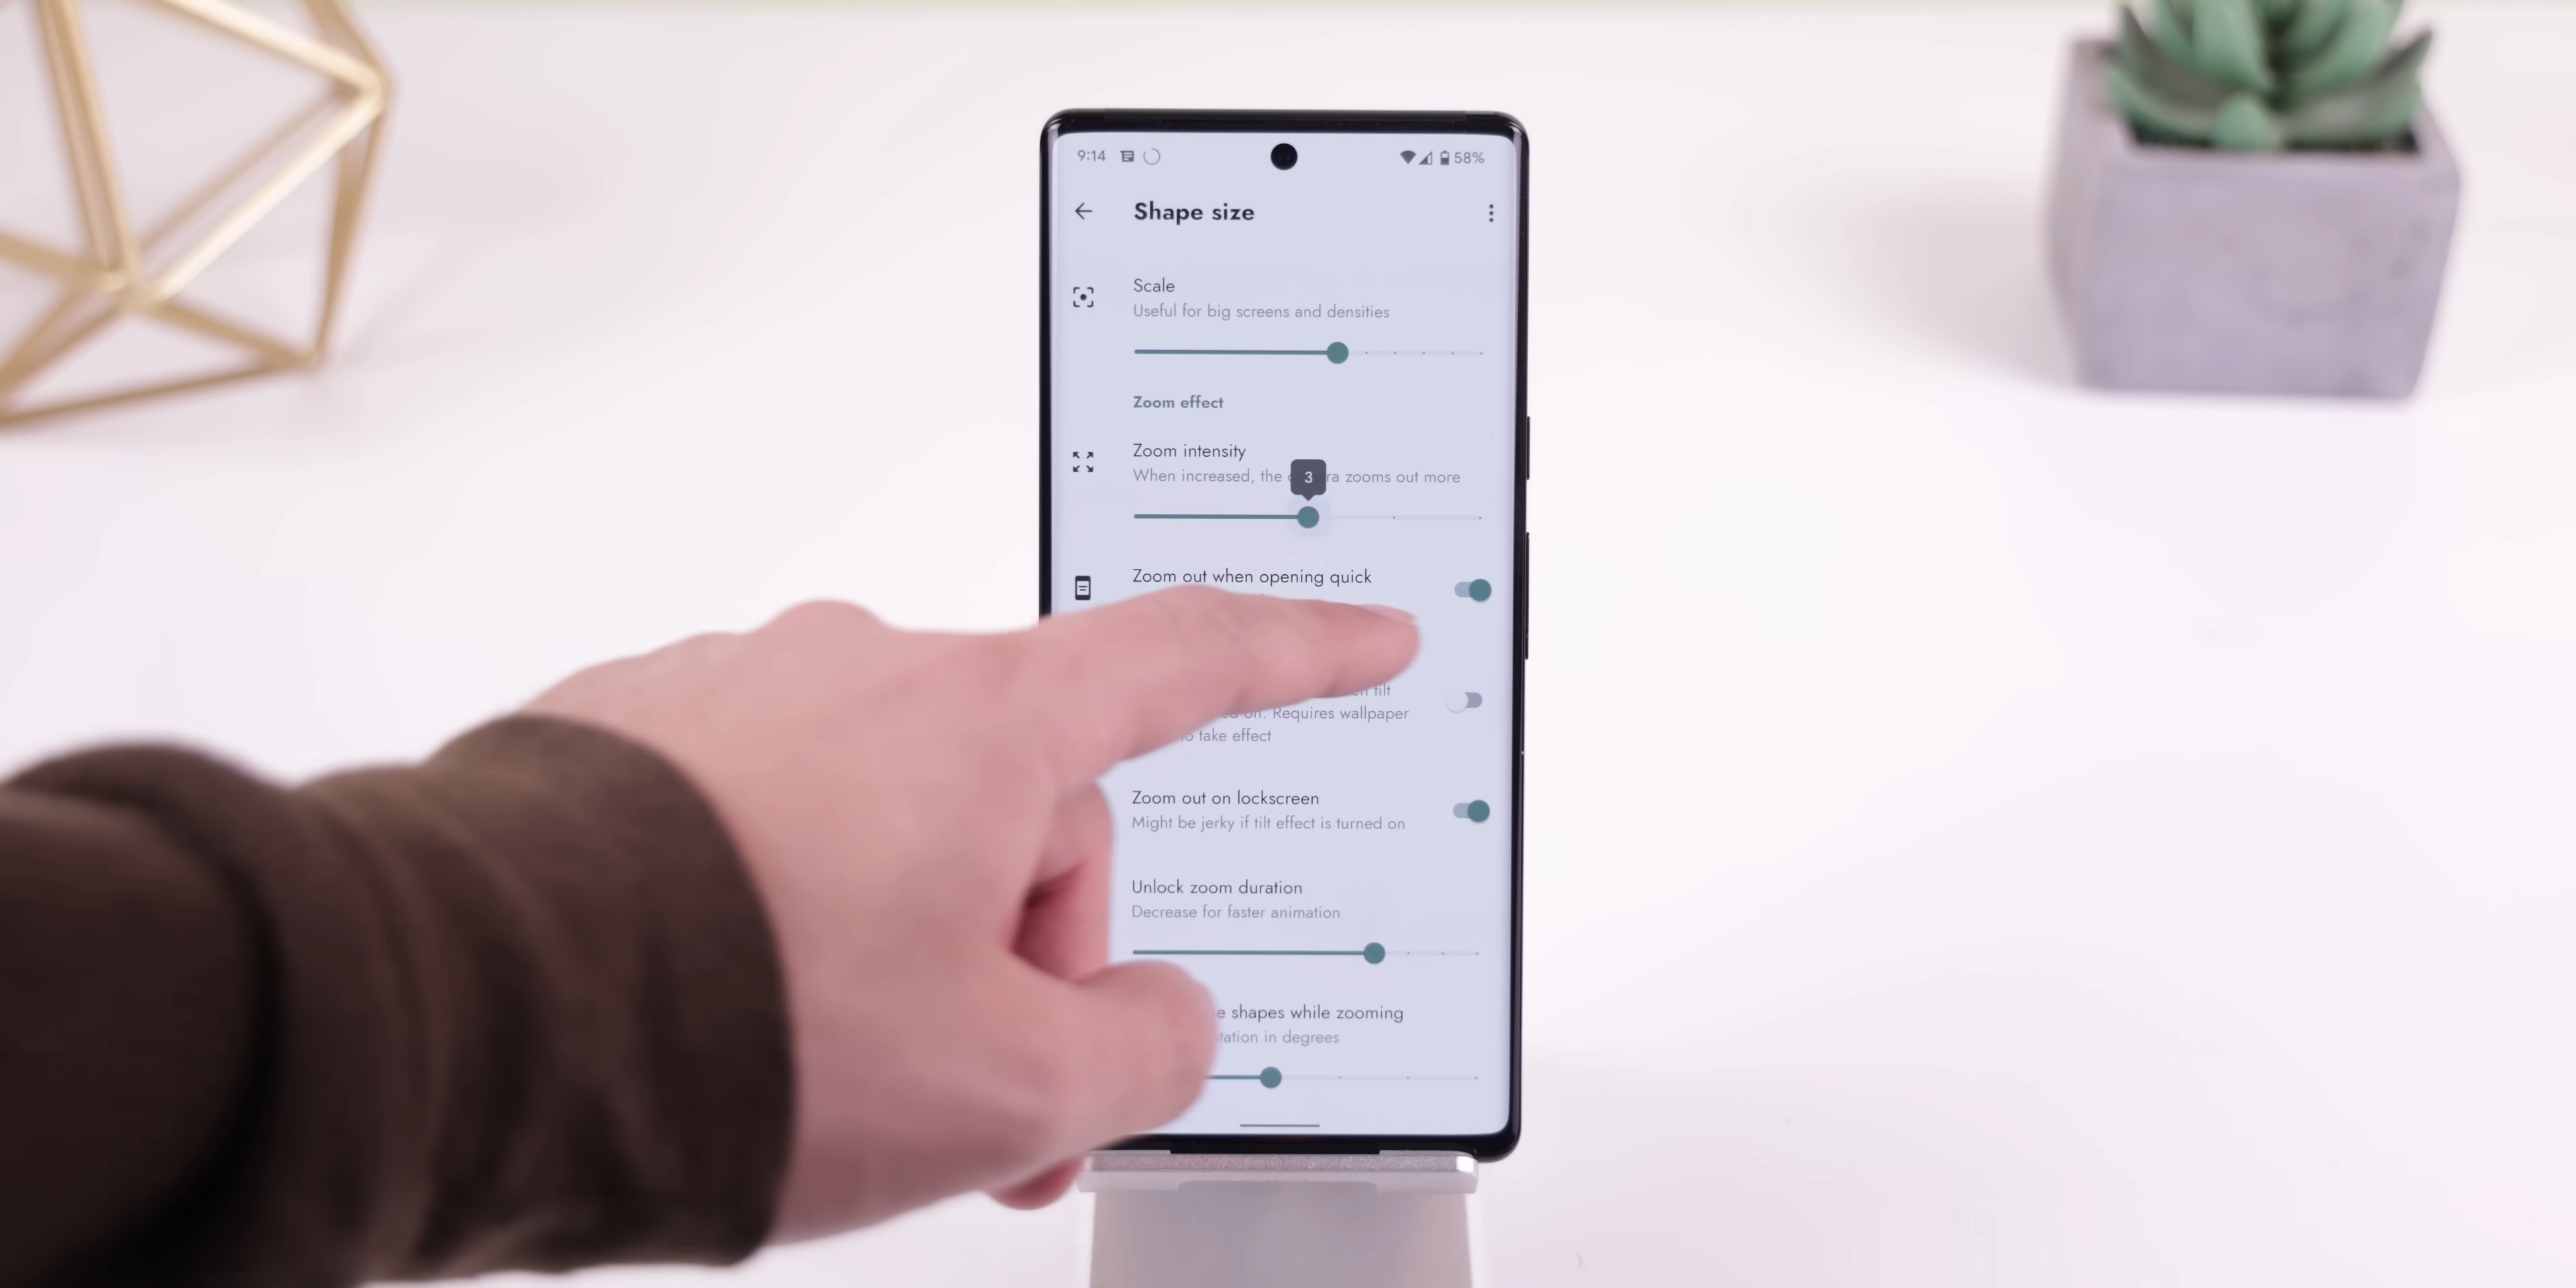 9:14
58%
Shape size
Scale
Useful for big screens and densities
Zoom effect
Zoom intensity
When increased, the zooms out more
3
Zoom out when opening quick
tilt
Requires wallpaper
take effect
Zoom out on lockscreen
Might be jerky if tilt effect is turned on
Unlock zoom duration
Decrease for faster animation
shapes while zooming
in degrees